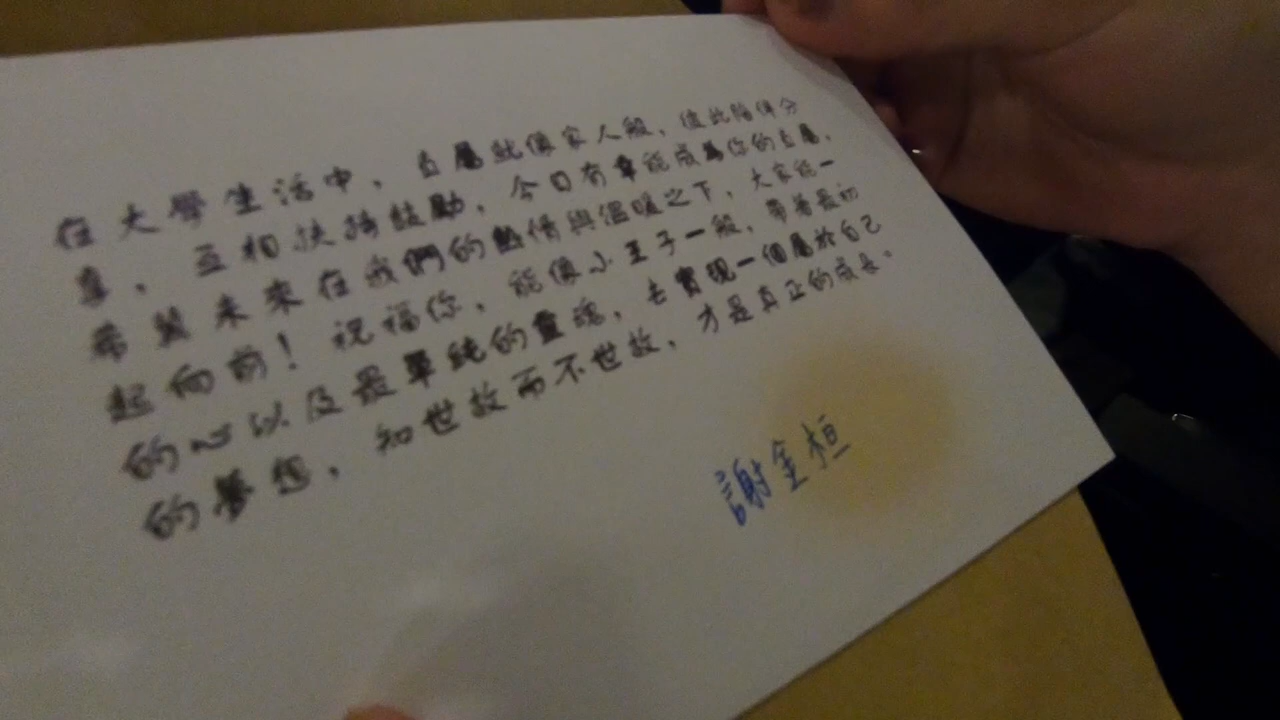 在大學生活中，直屬就像家人般，彼此陪伴分
享，互相扶持鼓勵，今日有幸能成為你的直屬，
希冀未來在我們的熱情與溫暖之下，大家能一
起向前！祝福你，能像小王子一般，帶著最初
的心以及最單純的靈魂，去實現一個屬於自己
的夢想，知世故而不世故，才是真正的成長。
謝金桓